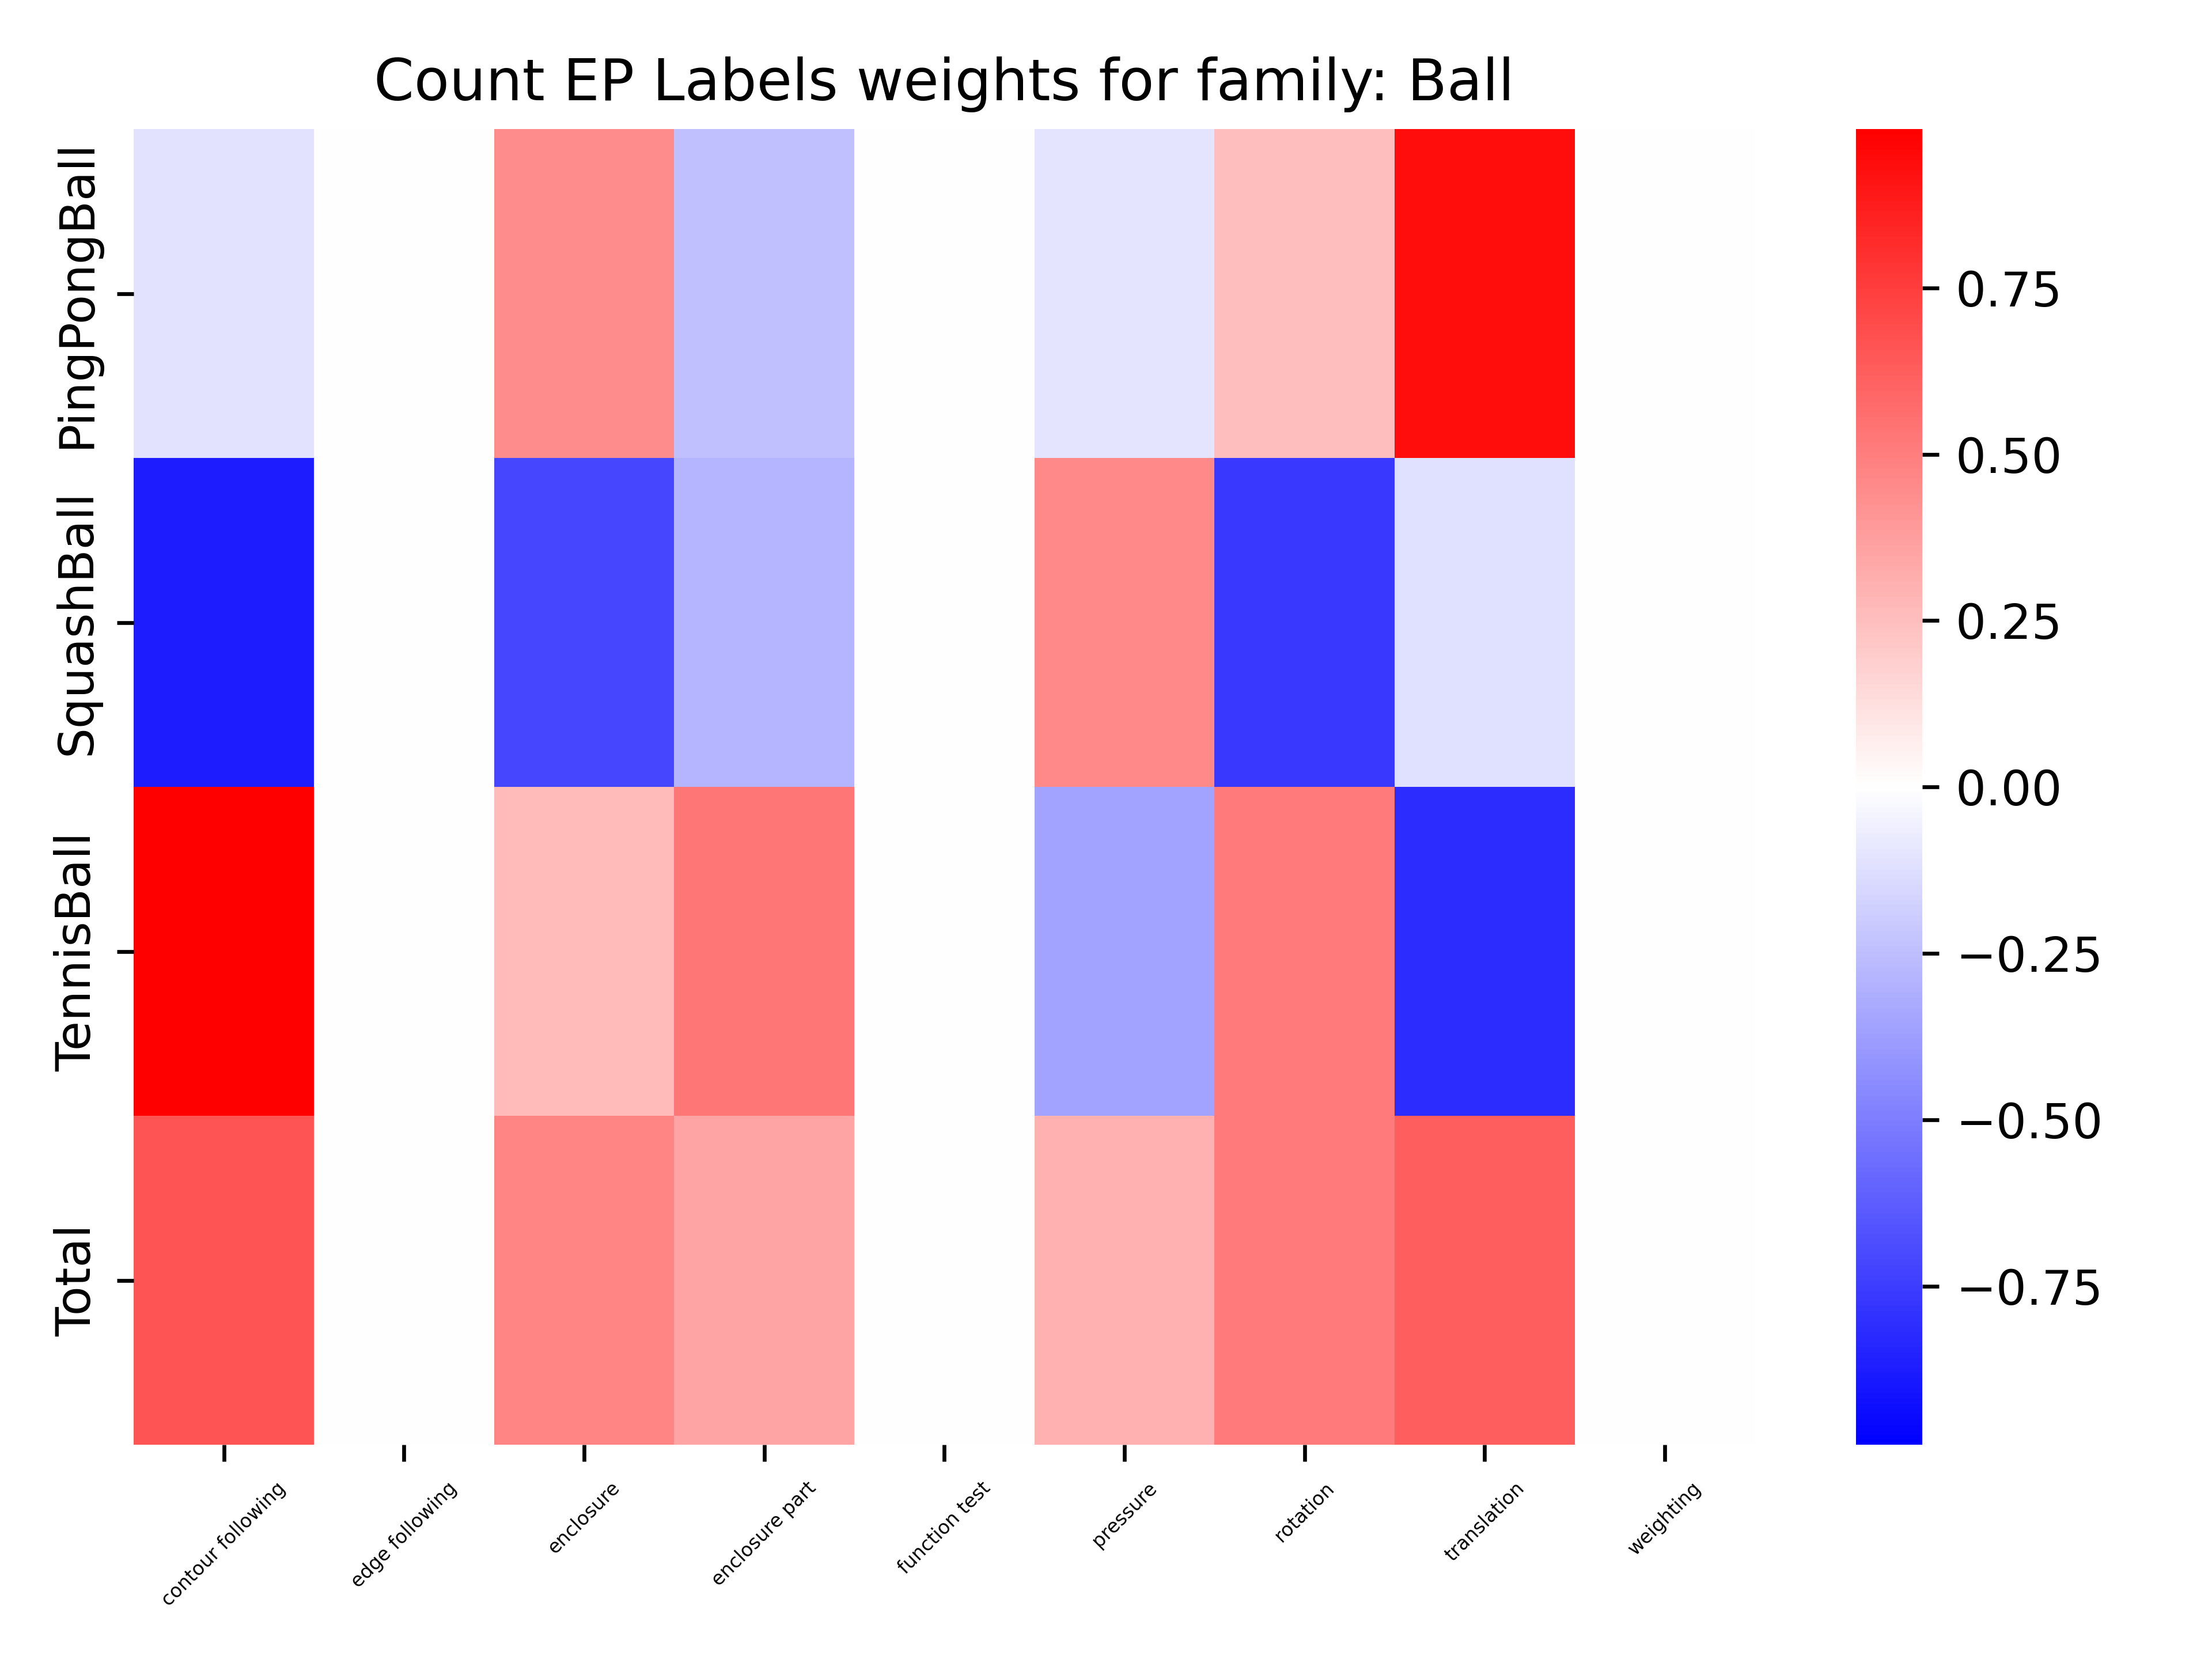 Count EP Labels weights for family: Ball
PingPongBall
SquashBall
TennisBall
Total
contour following
edge following
enclosure
enclosure part
function test
pressure
rotation
translation
weighting
0.75
0.50
0.25
0.00
−0.25
−0.50
−0.75